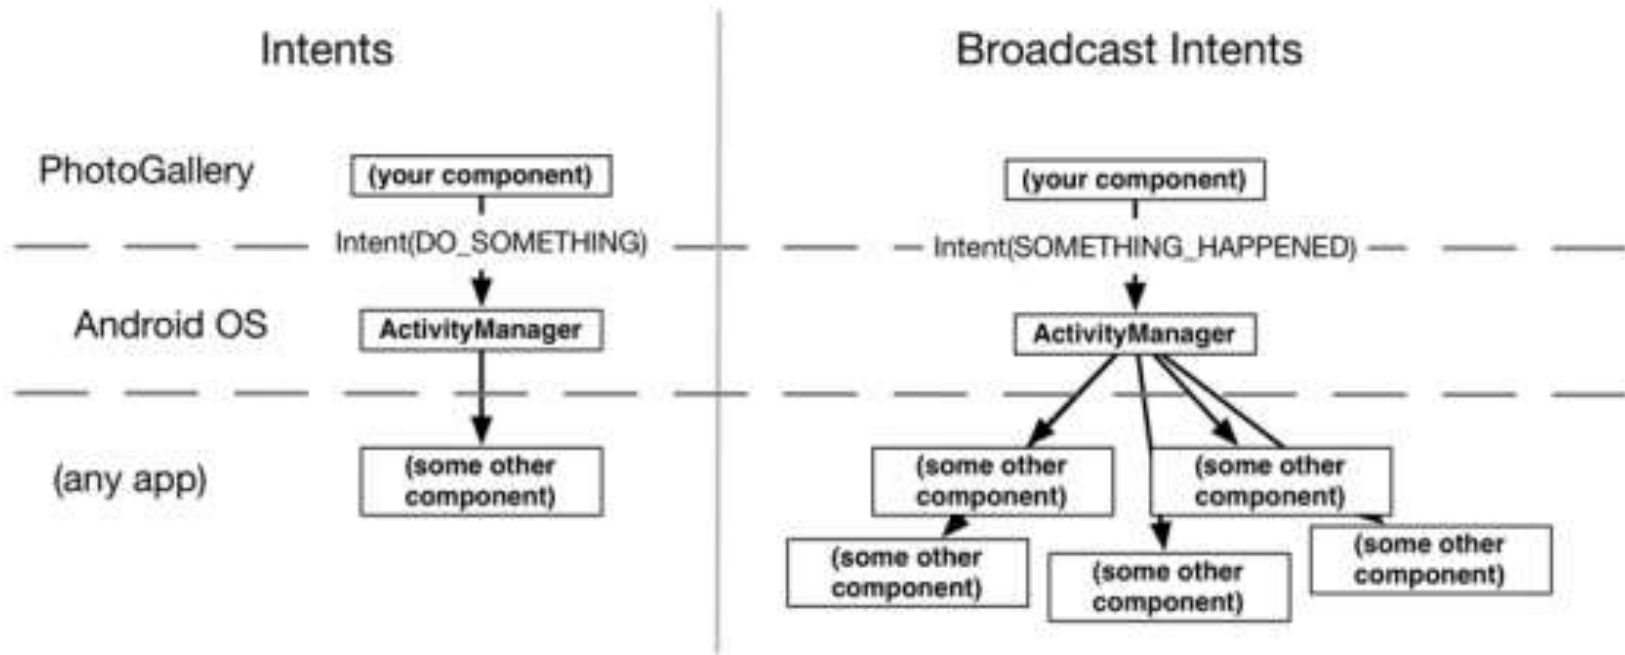 Intents
PhotoGallery
(your component)
Intent(DO_SOMETHING)
Android OS
ActivityManager
(any app)
(some other
component)
Broadcast Intents
(your component)
Intent(SOMETHING_HAPPENED)
ActivityManager
(some other
component)
(some other
component)
(some other
component)
(some other
component)
(some other
component)